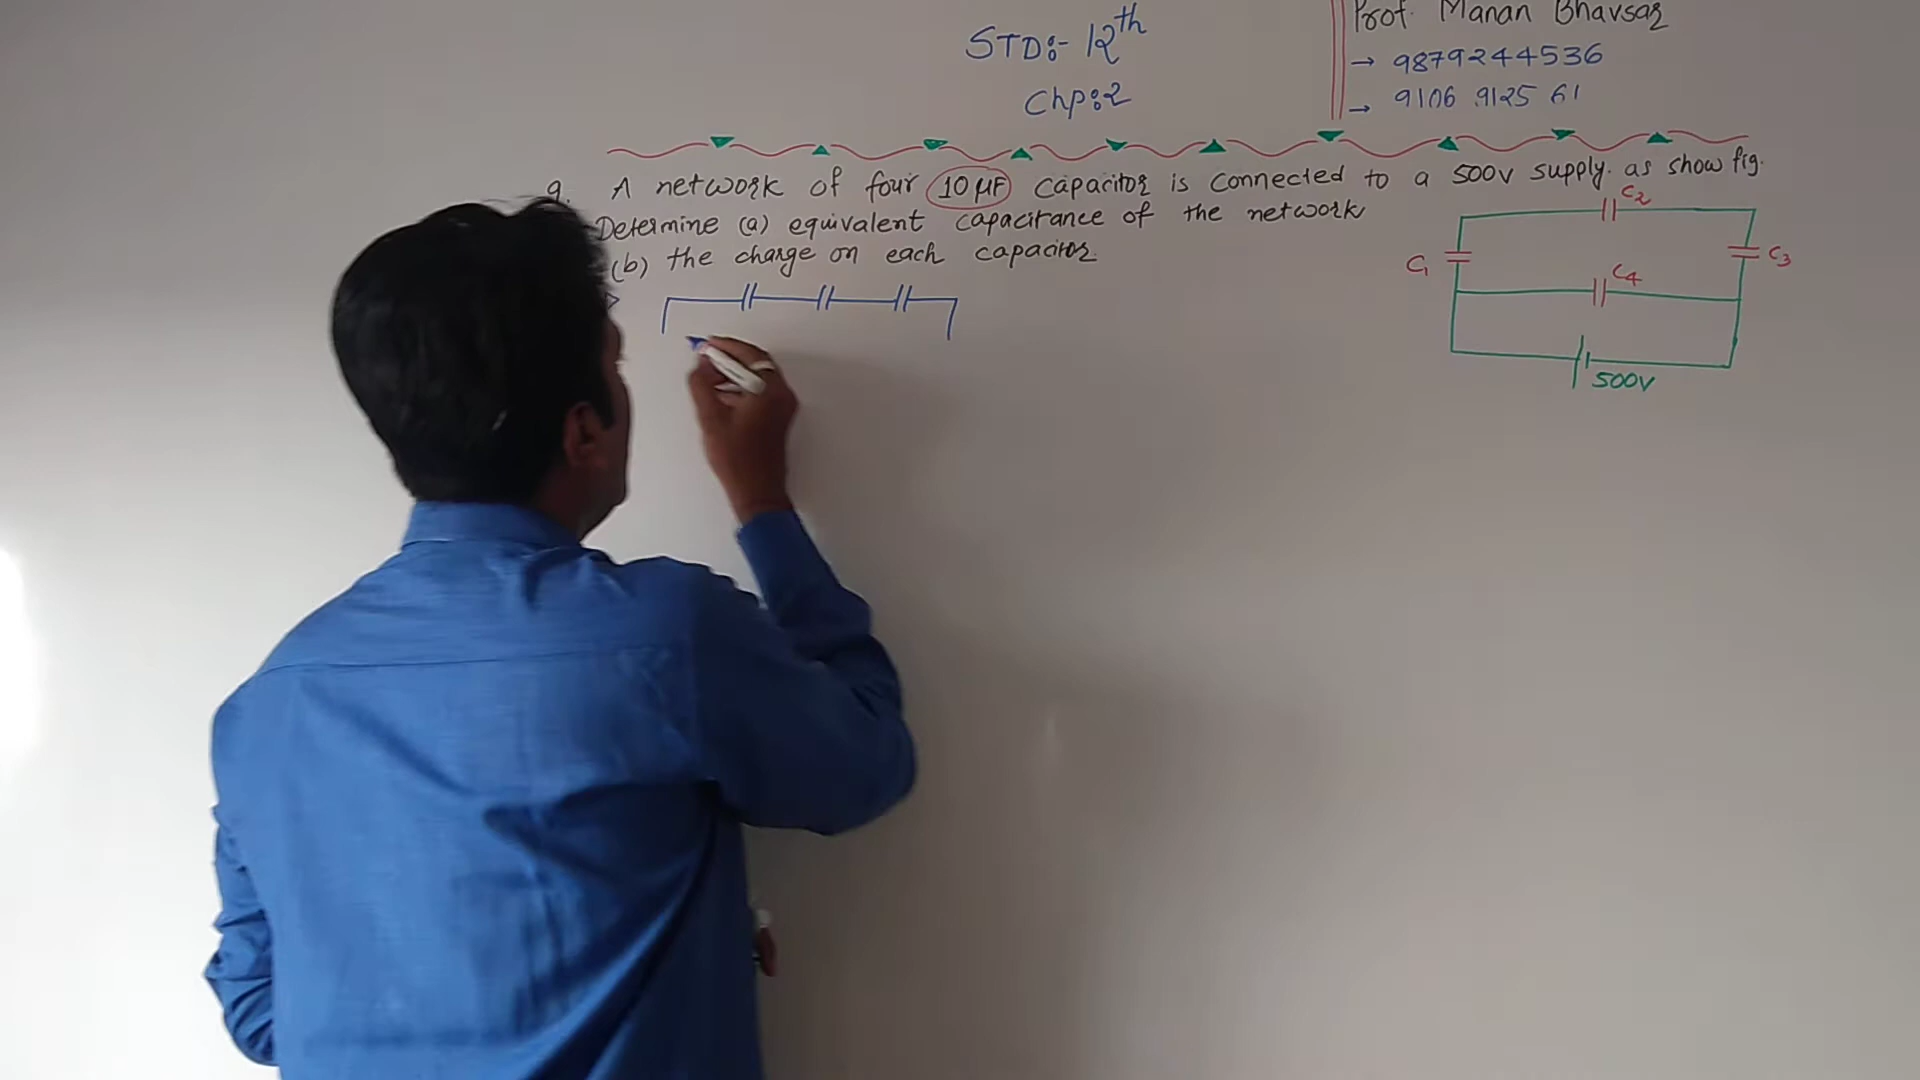 STD:- 12th
Chp:2
Prof. Manan Bhavsar
→ 9879244536
→ 9106 9125 61
9. A network of four 10 μF capacitor is connected to a 500V supply. as show fig.
Determine (a) equivalent capacitance of the network
(b) the charge on each capacitor.
C2
C1
C3
C4
500V